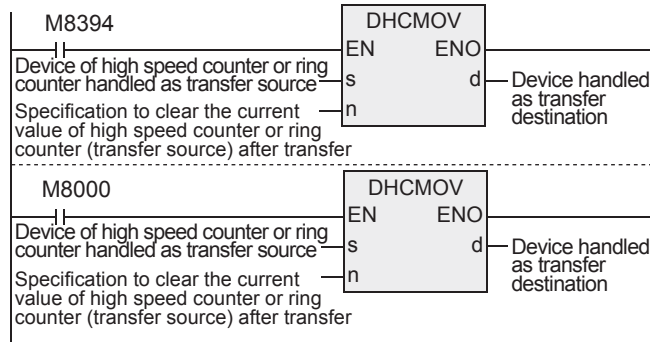 M8394
DHCMOV
EN ENO
Device of high speed counter or ring
counter handled as transfer source
s d
Device handled
as transfer
destination
Specification to clear the current
value of high speed counter or ring
counter (transfer source) after transfer
n
M8000
DHCMOV
EN ENO
Device of high speed counter or ring
counter handled as transfer source
s d
Device handled
as transfer
destination
Specification to clear the current
value of high speed counter or ring
counter (transfer source) after transfer
n